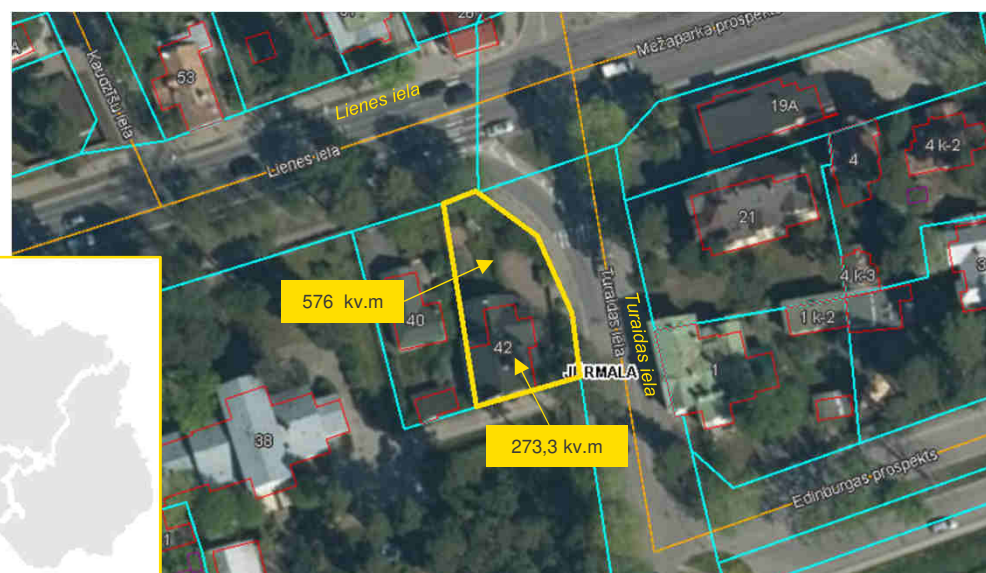 53
Kaudzīšu iela
Mežaparka prospekts
Lienes iela
Lienes iela
19A
4
4 k-2
21
4 k-3
1 k-2
576 kv.m
40
42
Turaidas iela
Turaidas iela
JŪRMALA
1
38
273,3 kv.m
Edinburgas prospekts